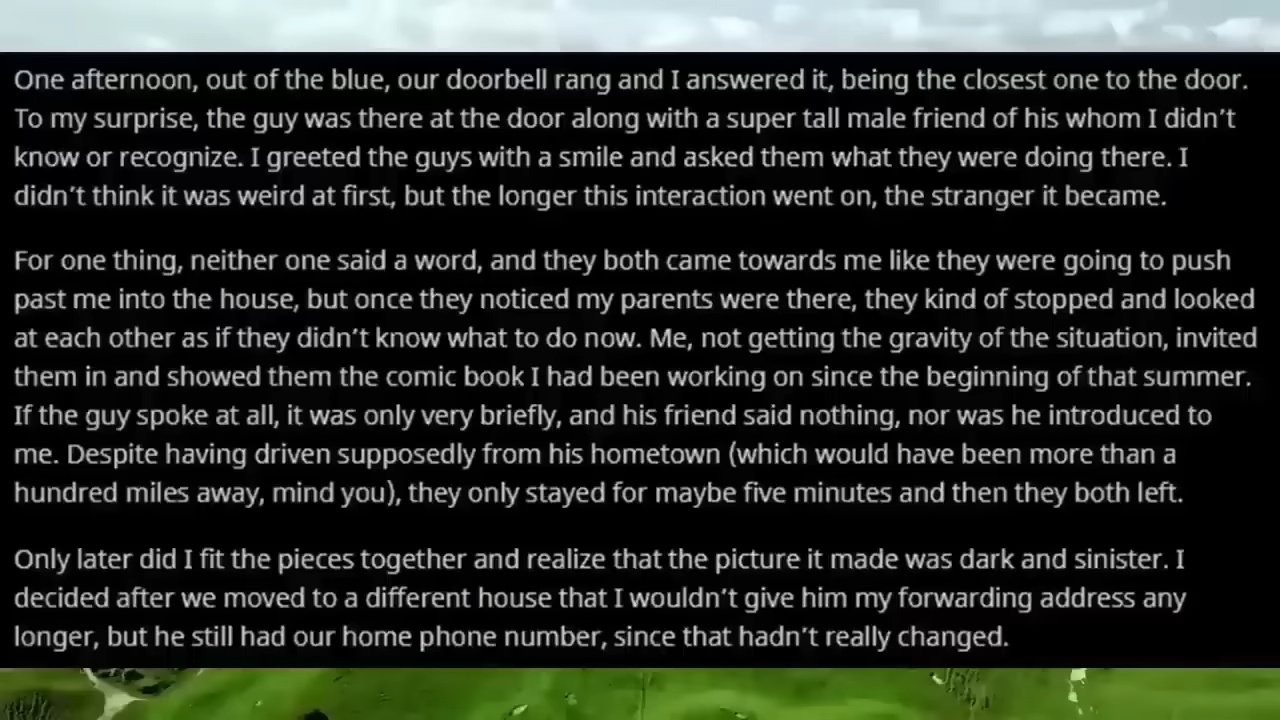 One afternoon, out of the blue, our doorbell rang and I answered it, being the closest one to the door.
To my surprise, the guy was there at the door along with a super tall male friend of his whom I didn’t
know or recognize. I greeted the guys with a smile and asked them what they were doing there. I
didn’t think it was weird at first, but the longer this interaction went on, the stranger it became.
For one thing, neither one said a word, and they both came towards me like they were going to push
past me into the house, but once they noticed my parents were there, they kind of stopped and looked
at each other as if they didn’t know what to do now. Me, not getting the gravity of the situation, invited
them in and showed them the comic book I had been working on since the beginning of that summer.
If the guy spoke at all, it was only very briefly, and his friend said nothing, nor was he introduced to
me. Despite having driven supposedly from his hometown (which would have been more than a
hundred miles away, mind you), they only stayed for maybe five minutes and then they both left.
Only later did I fit the pieces together and realize that the picture it made was dark and sinister. I
decided after we moved to a different house that I wouldn’t give him my forwarding address any
longer, but he still had our home phone number, since that hadn’t really changed.